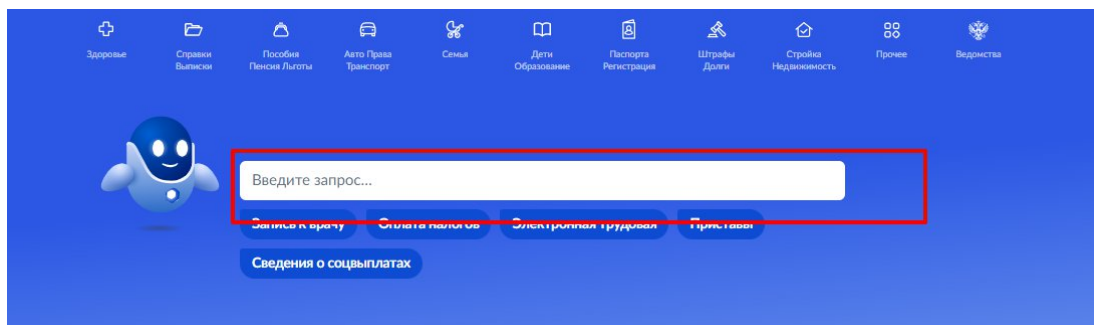 Здоровье
Справки
Выписки
Пособия
Пенсия Льготы
Авто Права
Транспорт
Семья
Дети
Образование
Паспорта
Регистрация
Штрафы
Долги
Стройка
Недвижимость
Прочее
Ведомства
Введите запрос...
Запись к врачу Оплата налогов Электронная трудовая Приставы
Сведения о соцвыплатах